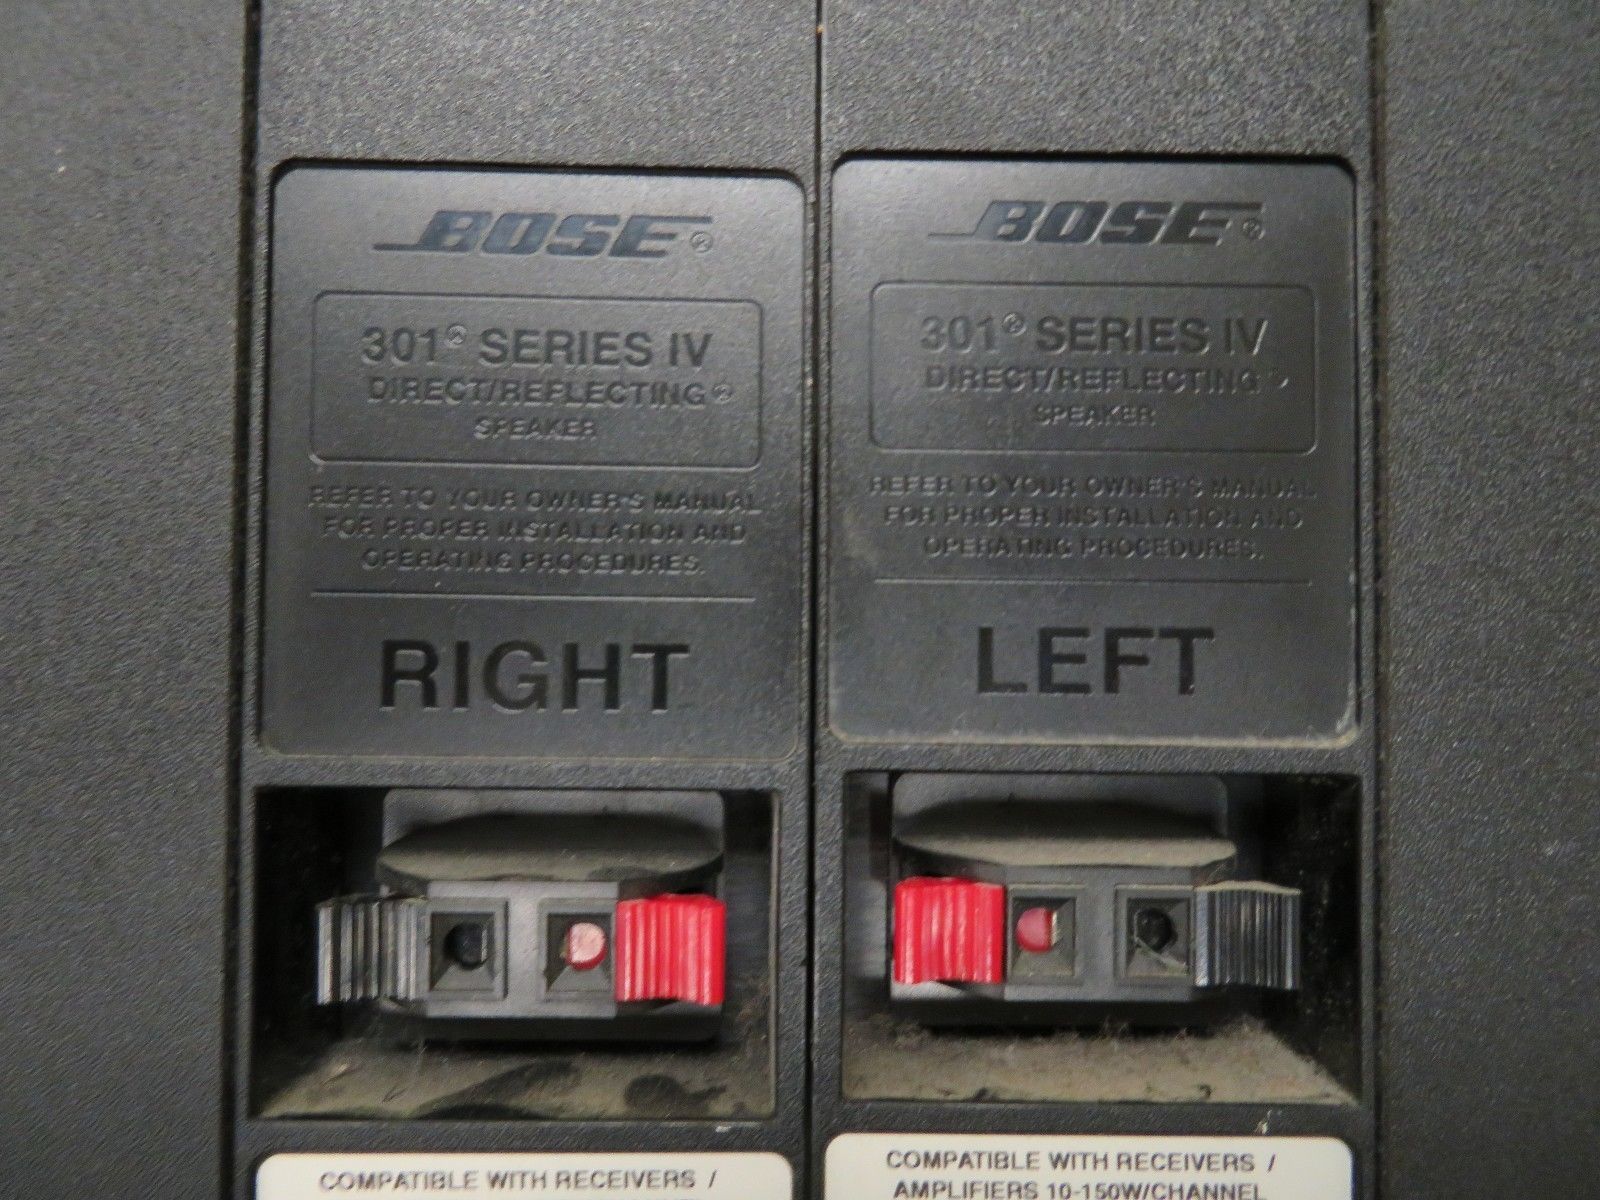 BOSE®
301® SERIES IV
DIRECT/REFLECTING®
SPEAKER
REFER TO YOUR OWNER'S MANUAL
FOR PROPER INSTALLATION AND
OPERATING PROCEDURES.
RIGHT
COMPATIBLE WITH RECEIVERS /
BOSE®
301® SERIES IV
DIRECT/REFLECTING®
SPEAKER
REFER TO YOUR OWNER'S MANUAL
FOR PROPER INSTALLATION AND
OPERATING PROCEDURES.
LEFT
COMPATIBLE WITH RECEIVERS /
AMPLIFIERS 10-150W/CHANNEL